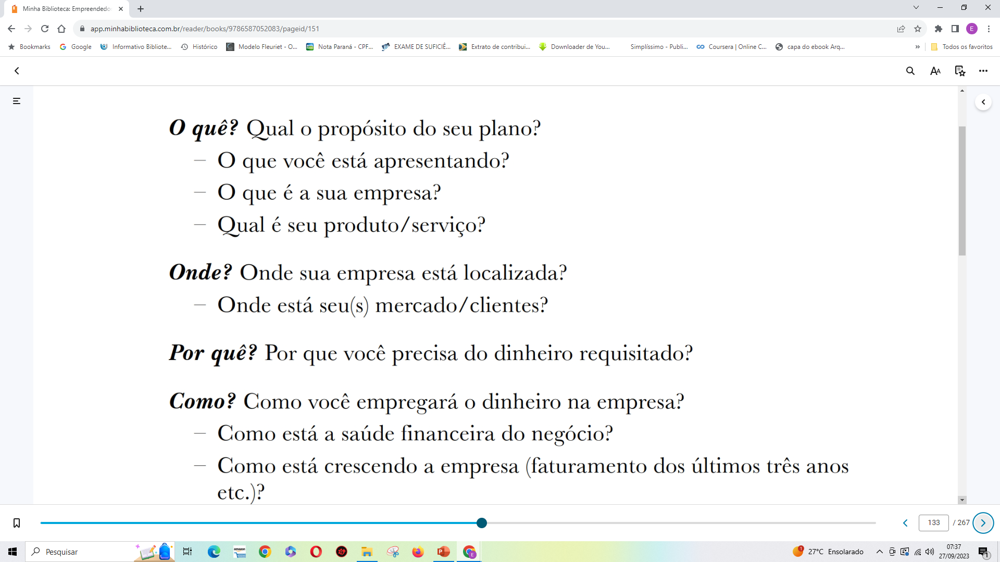 Minha Biblioteca: Empreendedo
app.minhabiblioteca.com.br/reader/books/9786587052083/pageid/151
E
Bookmarks
Google
Informativo Bibliote...
Histórico
Modelo Fleuriet - O...
Nota Paraná - CPF...
EXAME DE SUFICIÊ...
Extrato de contribui...
Downloader de You...
Simplíssimo - Publi...
Coursera | Online C...
capa do ebook Arq...
»
Todos os favoritos
O quê? Qual o propósito do seu plano?
– O que você está apresentando?
– O que é a sua empresa?
– Qual é seu produto/serviço?
Onde? Onde sua empresa está localizada?
– Onde está seu(s) mercado/clientes?
Por quê? Por que você precisa do dinheiro requisitado?
Como? Como você empregará o dinheiro na empresa?
– Como está a saúde financeira do negócio?
– Como está crescendo a empresa (faturamento dos últimos três anos
etc.)?
133 / 267
Pesquisar
amazon
1
27°C Ensolarado
07:37
27/09/2023
1